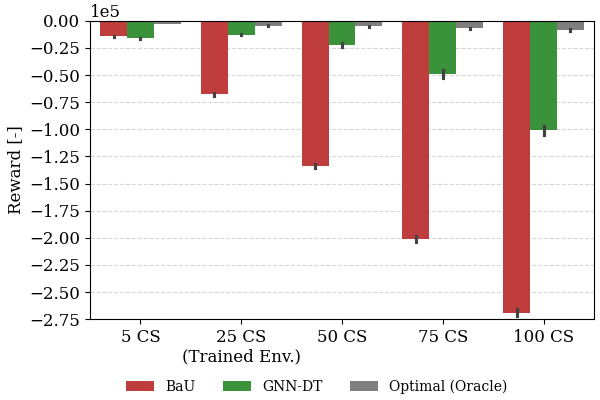 1e5
0.00
−0.25
−0.50
−0.75
−1.00
−1.25
−1.50
−1.75
−2.00
−2.25
−2.50
−2.75
Reward [-]
5 CS
25 CS
(Trained Env.)
50 CS
75 CS
100 CS
BaU
GNN-DT
Optimal (Oracle)